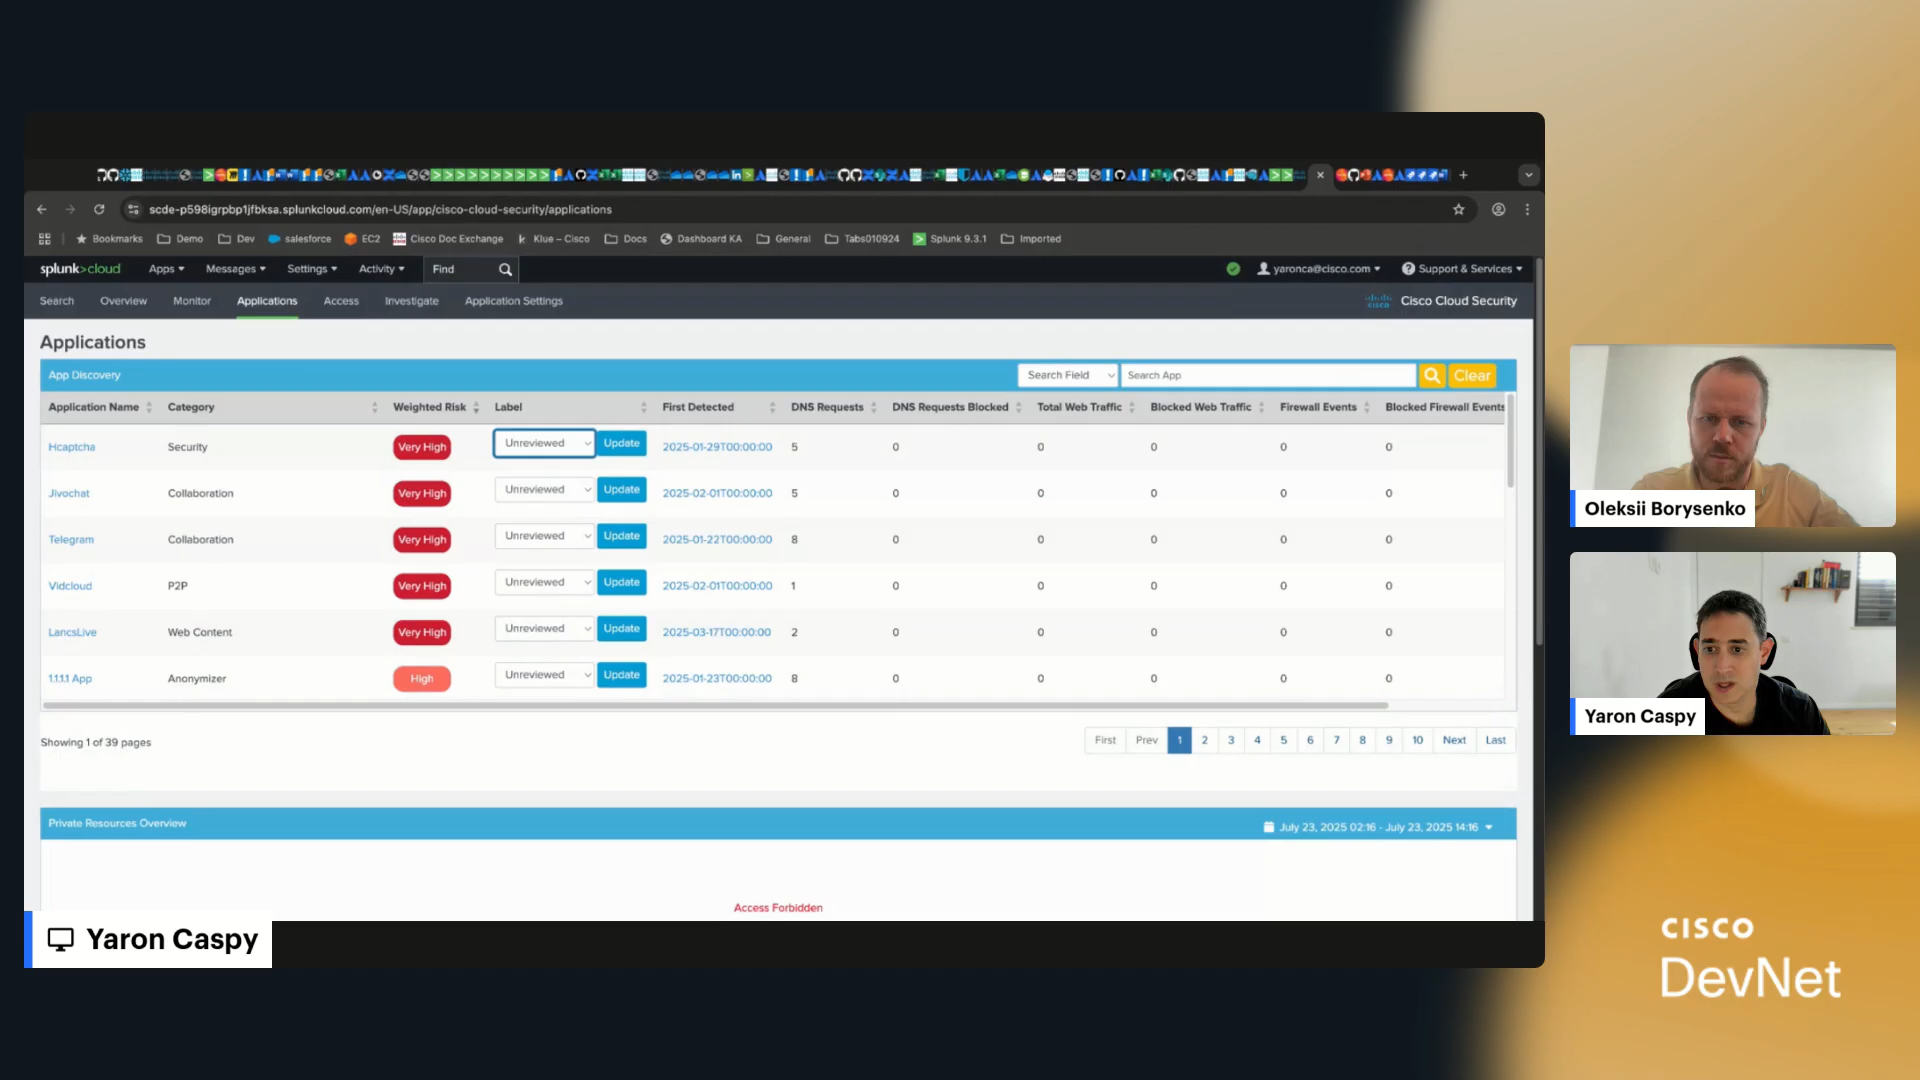 scde-p598igrpbp1jfbksa.splunkcloud.com/en-US/app/cisco-cloud-security/applications
Bookmarks Demo Dev salesforce EC2 Cisco Doc Exchange Klue – Cisco Docs Dashboard KA General Tabs010924 Splunk 9.3.1 Imported
splunk>cloud Apps Messages Settings Activity Find yaronca@cisco.com Support & Services
Search Overview Monitor Applications Access Investigate Application Settings Cisco Cloud Security
Applications
App Discovery Search Field Search App Clear
Application Name Category Weighted Risk Label First Detected DNS Requests DNS Requests Blocked Total Web Traffic Blocked Web Traffic Firewall Events Blocked Firewall Events
Hcaptcha Security Very High Unreviewed Update 2025-01-29T00:00:00 5 0 0 0 0 0
Jivochat Collaboration Very High Unreviewed Update 2025-02-01T00:00:00 5 0 0 0 0 0
Telegram Collaboration Very High Unreviewed Update 2025-01-22T00:00:00 8 0 0 0 0 0
Vidcloud P2P Very High Unreviewed Update 2025-02-01T00:00:00 1 0 0 0 0 0
LancsLive Web Content Very High Unreviewed Update 2025-03-17T00:00:00 2 0 0 0 0 0
1.1.1.1 App Anonymizer High Unreviewed Update 2025-01-23T00:00:00 8 0 0 0 0 0
Showing 1 of 39 pages First Prev 1 2 3 4 5 6 7 8 9 10 Next Last
Private Resources Overview July 23, 2025 02:16 - July 23, 2025 14:16
Access Forbidden
Yaron Caspy
Oleksii Borysenko
Yaron Caspy
CISCO
DevNet